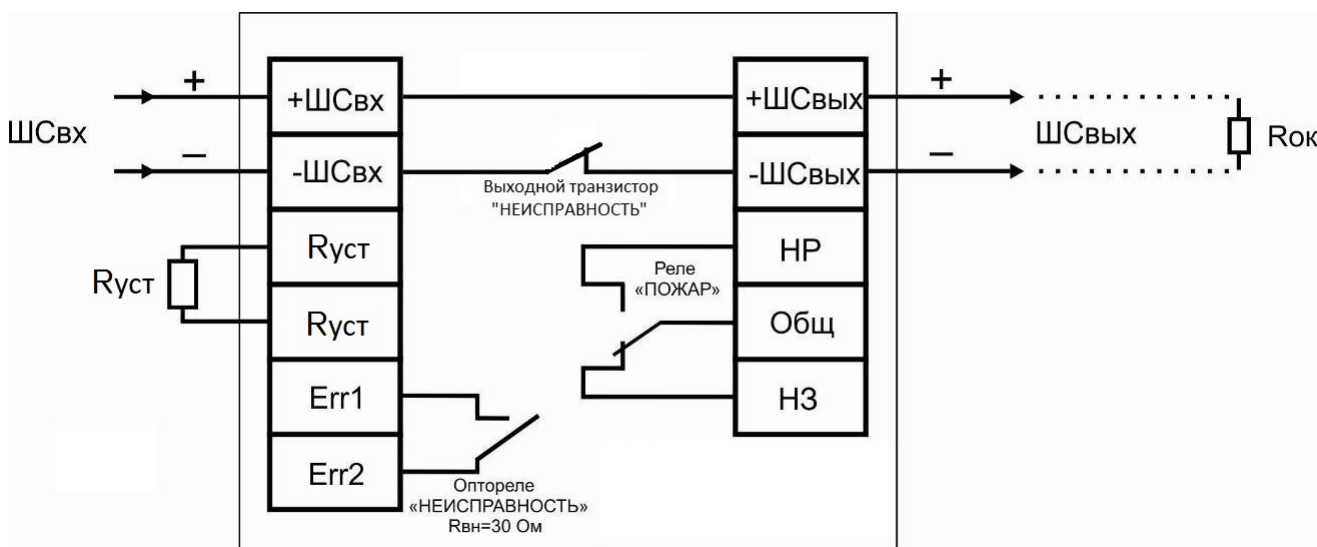 ШСвх
+
−
+ШСвх
-ШСвх
Rуст
Rуст
Rуст
Err1
Err2
Выходной транзистор
"НЕИСПРАВНОСТЬ"
Реле
«ПОЖАР»
Оптореле
«НЕИСПРАВНОСТЬ»
Rвн=30 Ом
+ШСвых
-ШСвых
НР
Общ
НЗ
+
−
ШСвых
Rок